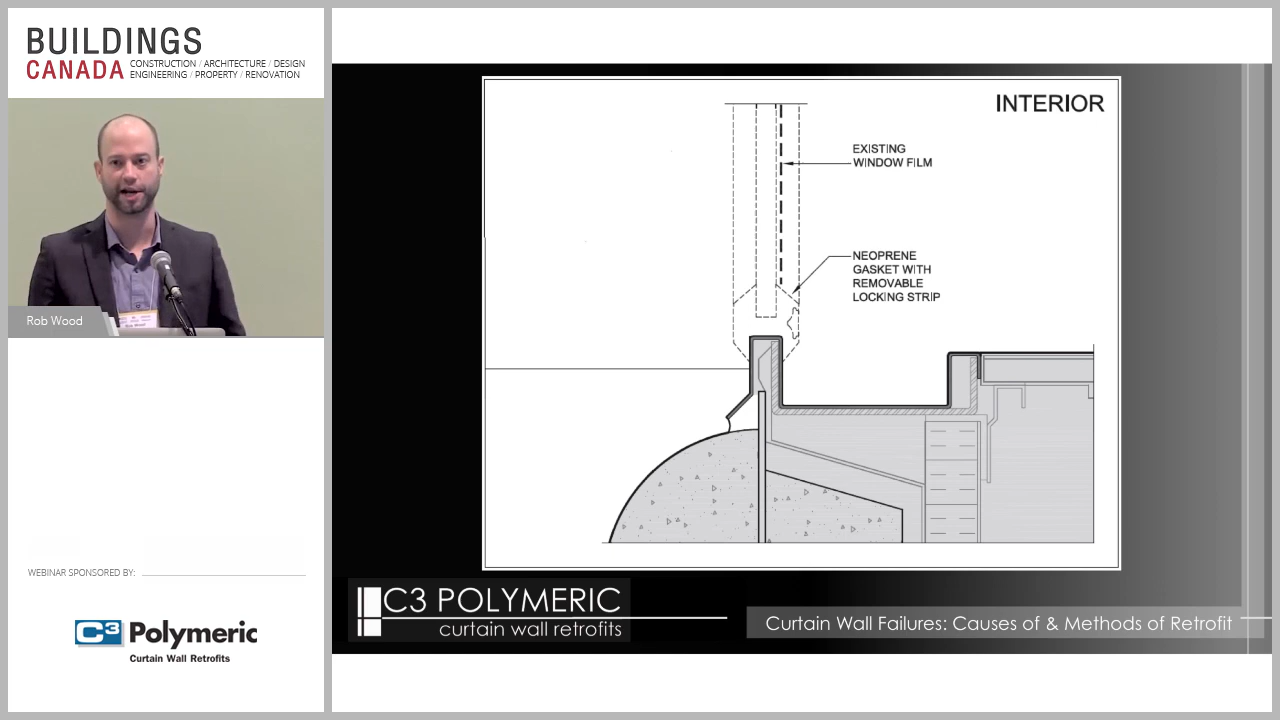 BUILDINGS
CANADA
CONSTRUCTION / ARCHITECTURE / DESIGN
ENGINEERING / PROPERTY / RENOVATION
Rob Wood
WEBINAR SPONSORED BY:
C3 Polymeric
Curtain Wall Retrofits
INTERIOR
EXISTING
WINDOW FILM
NEOPRENE
GASKET WITH
REMOVABLE
LOCKING STRIP
C3 POLYMERIC
curtain wall retrofits
Curtain Wall Failures: Causes of & Methods of Retrofit